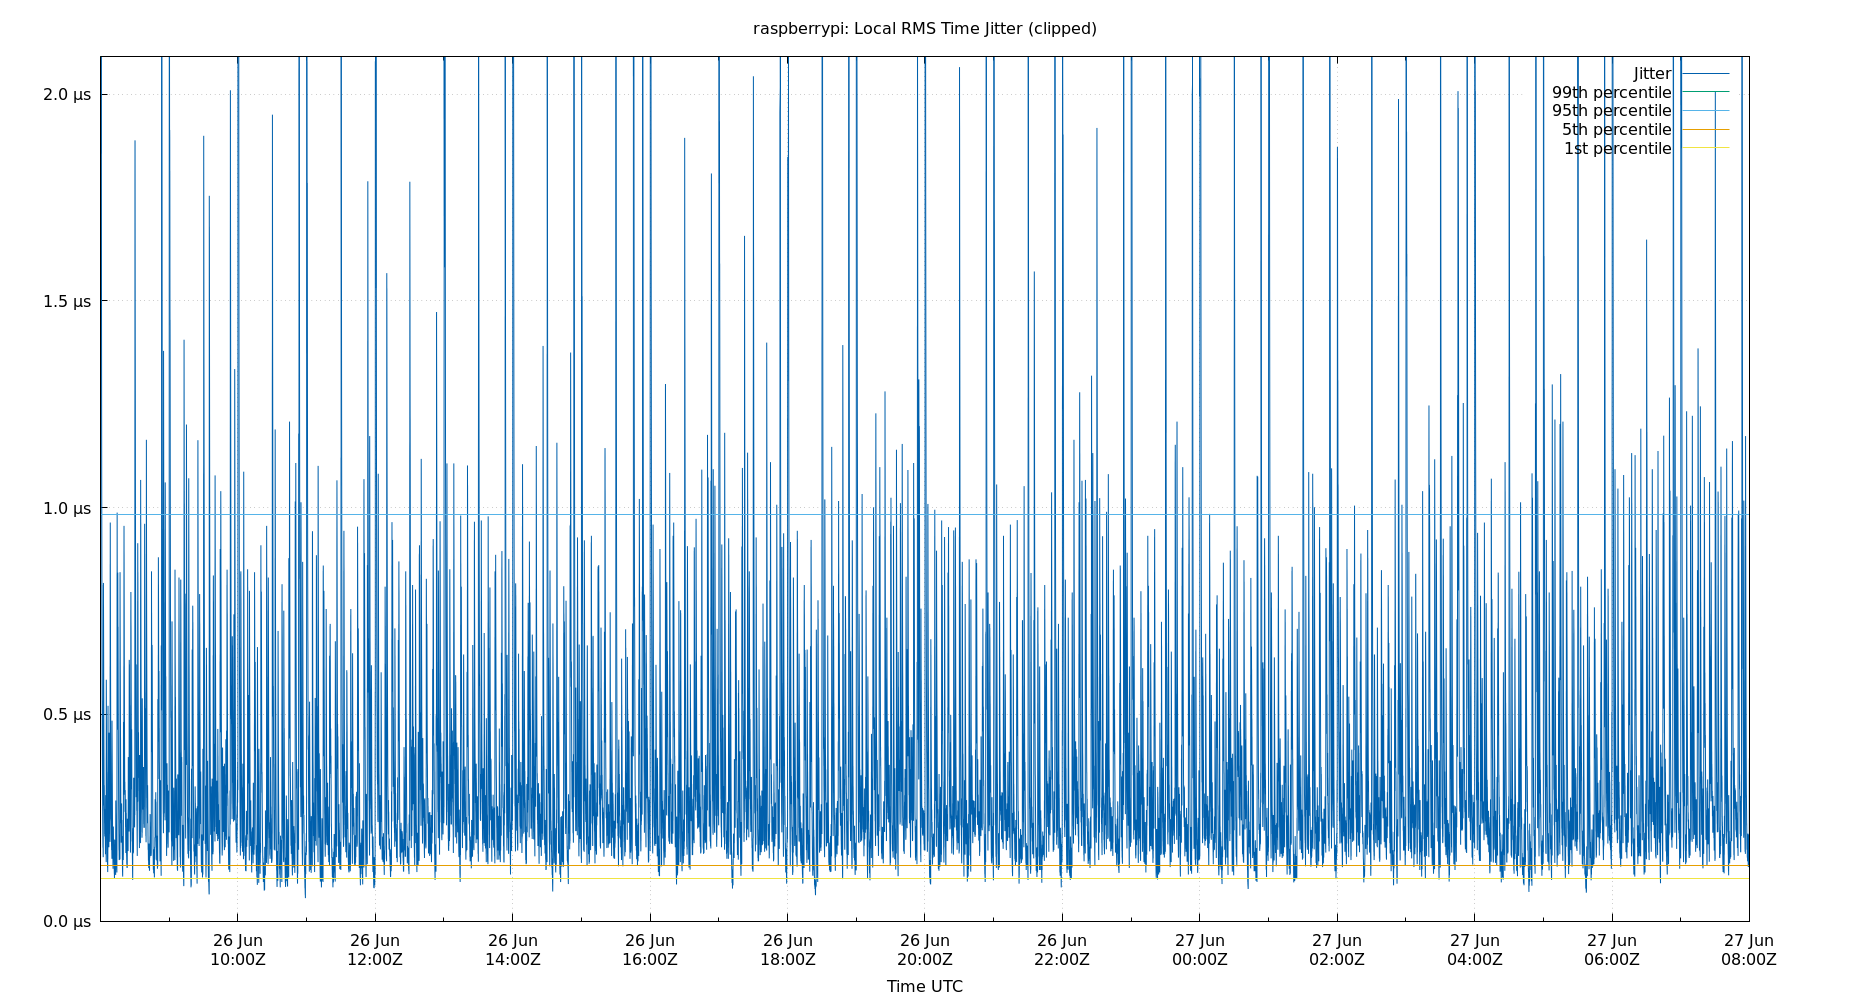 raspberrypi: Local RMS Time Jitter (clipped)
Jitter
99th percentile
95th percentile
5th percentile
1st percentile
2.0 µs
1.5 µs
1.0 µs
0.5 µs
0.0 µs
26 Jun 26 Jun 26 Jun 26 Jun 26 Jun 26 Jun 26 Jun 27 Jun 27 Jun 27 Jun 27 Jun 27 Jun
10:00Z 12:00Z 14:00Z 16:00Z 18:00Z 20:00Z 22:00Z 00:00Z 02:00Z 04:00Z 06:00Z 08:00Z
Time UTC